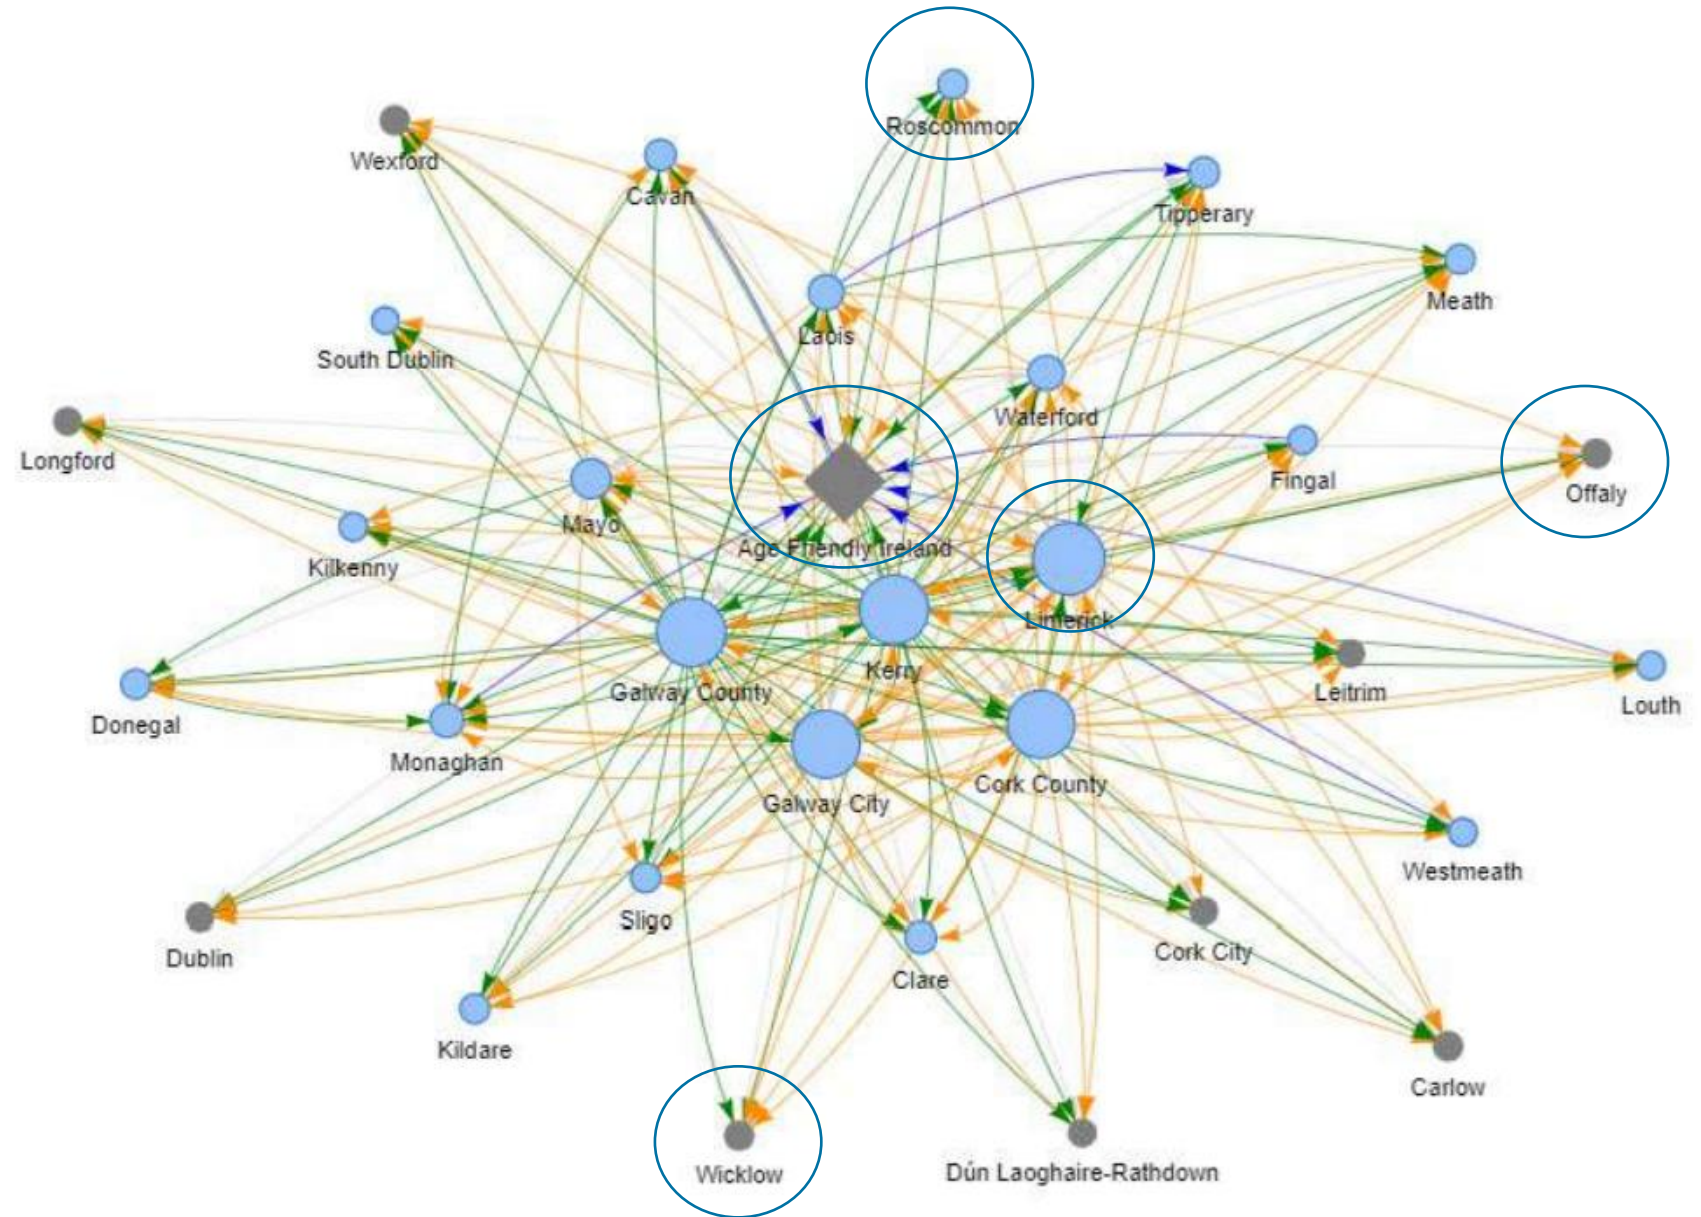 Roscommon
Wexford
Cavan
Tipperary
Meath
Laois
South Dublin
Waterford
Longford
Fingal
Offaly
Mayo
Age Friendly Ireland
Kilkenny
Limerick
Kerry
Galway County
Leitrim
Louth
Donegal
Monaghan
Cork County
Galway City
Westmeath
Sligo
Cork City
Dublin
Clare
Kildare
Carlow
Wicklow
Dún Laoghaire-Rathdown